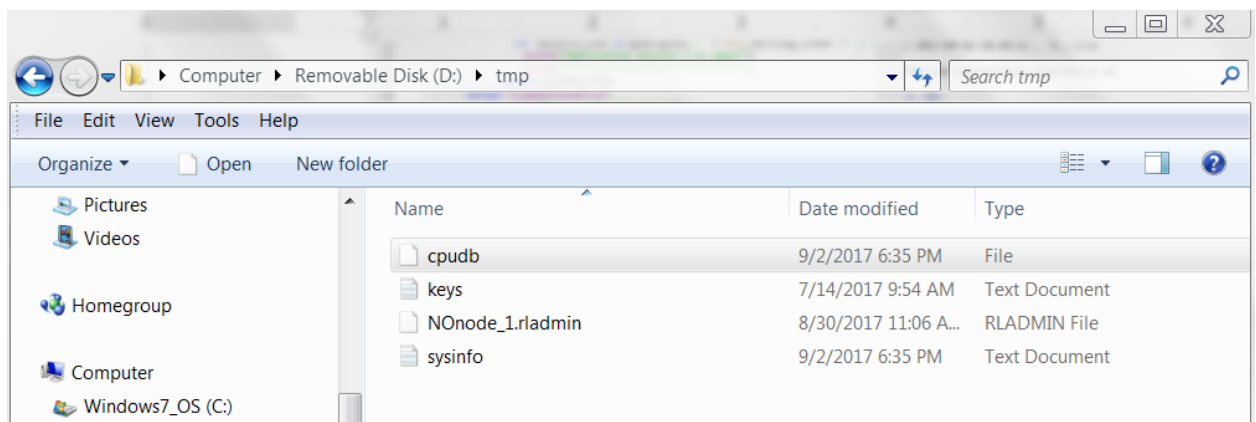 Computer ▸ Removable Disk (D:) ▸ tmp Search tmp
File Edit View Tools Help
Organize Open New folder
Pictures
Videos
Homegroup
Computer
Windows7_OS (C:)
Name Date modified Type
cpudb 9/2/2017 6:35 PM File
keys 7/14/2017 9:54 AM Text Document
NOnode_1.rladmin 8/30/2017 11:06 A... RLADMIN File
sysinfo 9/2/2017 6:35 PM Text Document